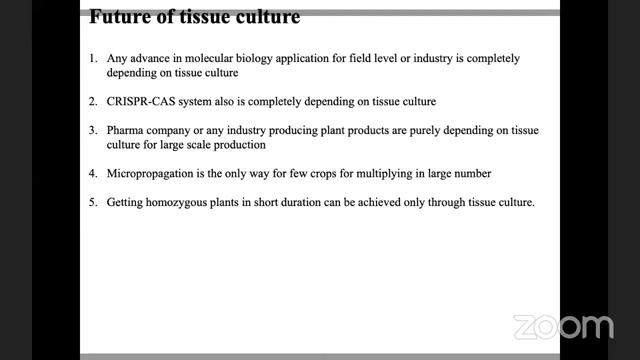 Future of tissue culture
1. Any advance in molecular biology application for field level or industry is completely
depending on tissue culture
2. CRISPR-CAS system also is completely depending on tissue culture
3. Pharma company or any industry producing plant products are purely depending on tissue
culture for large scale production
4. Micropropagation is the only way for few crops for multiplying in large number
5. Getting homozygous plants in short duration can be achieved only through tissue culture.
zoom